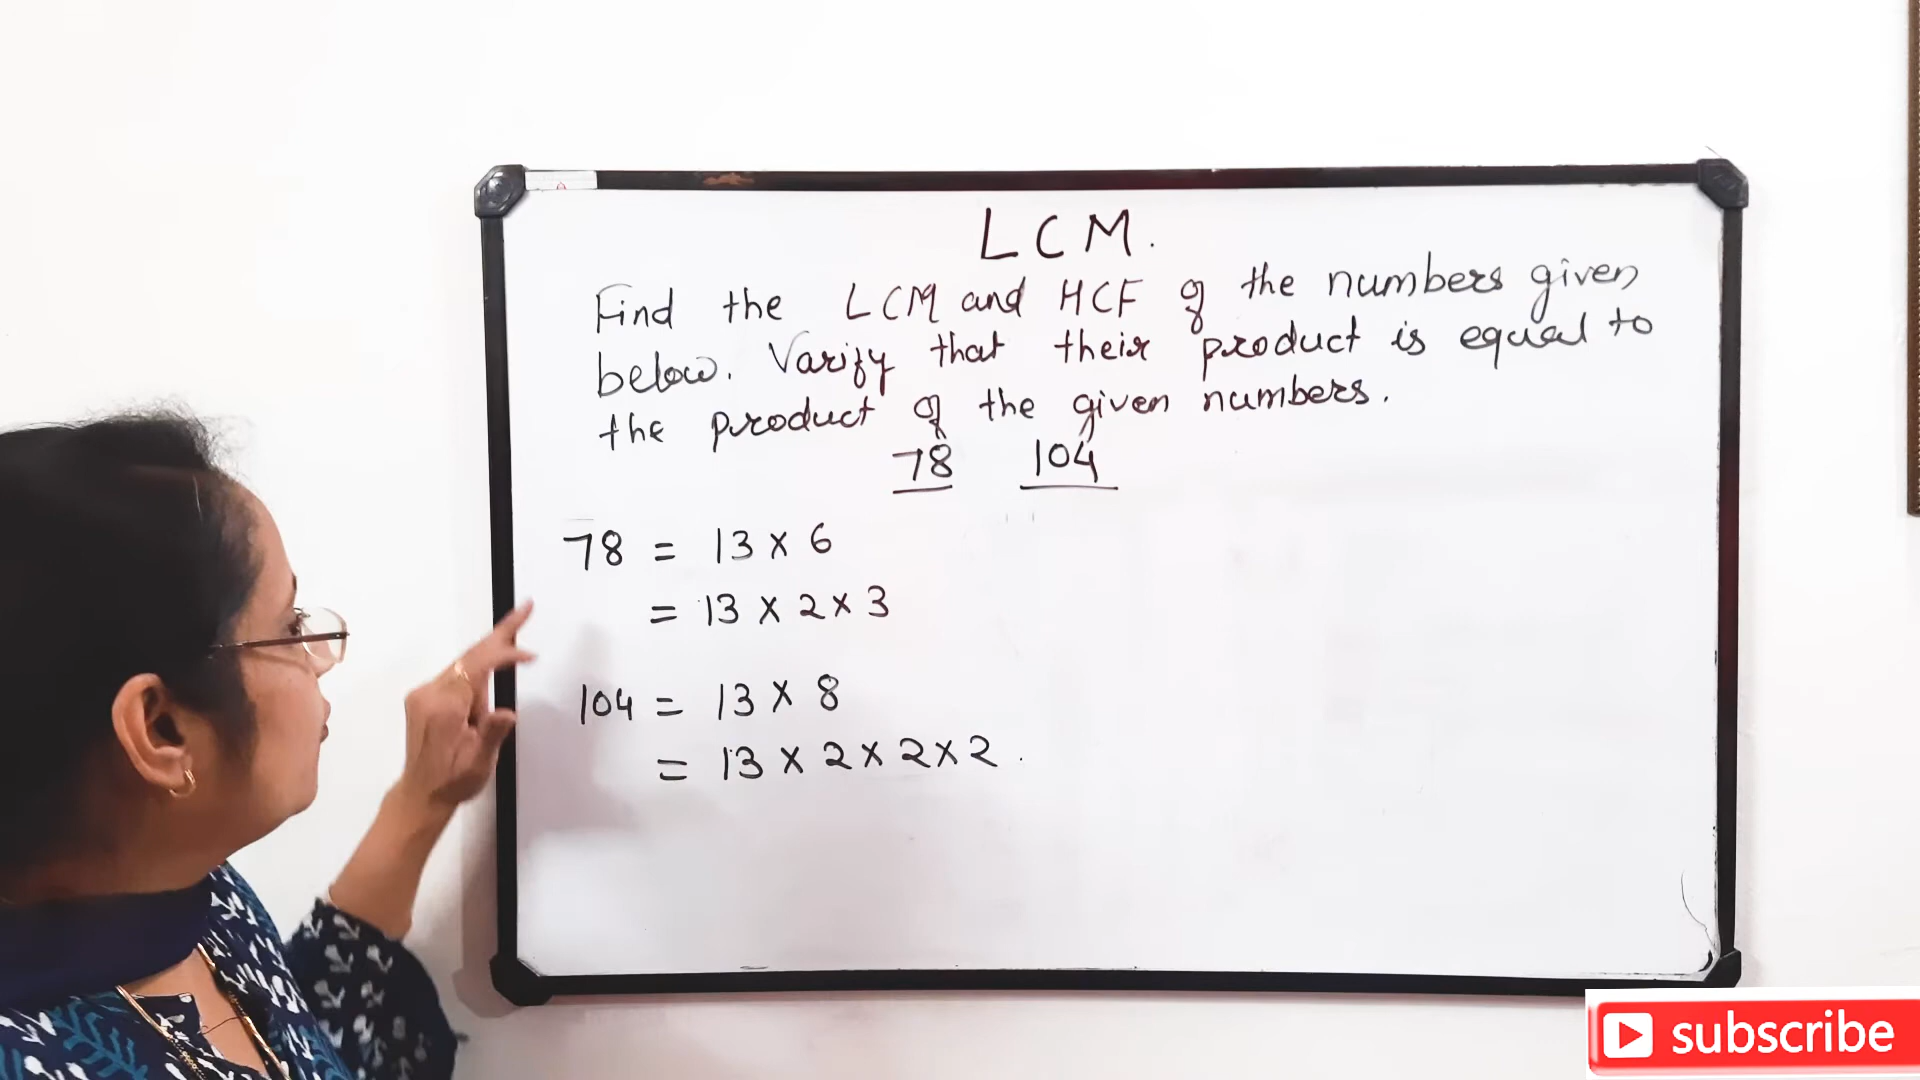 LCM.
Find the LCM and HCF of the numbers given
below. Varify that their product is equal to
the product of the given numbers.
78 104
78 = 13 × 6
= 13 × 2 × 3
104 = 13 × 8
= 13 × 2 × 2 × 2.
subscribe